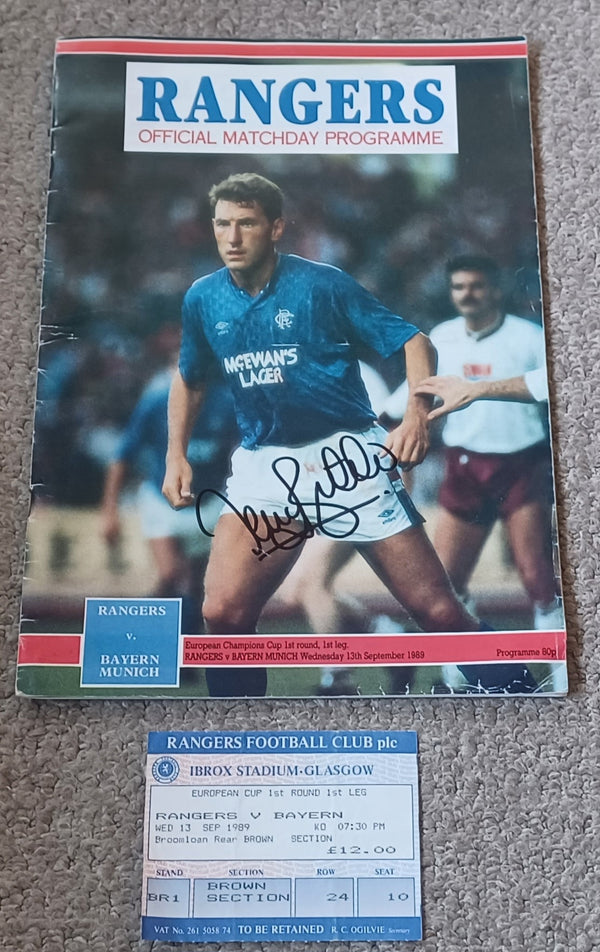 RANGERS
OFFICIAL MATCHDAY PROGRAMME
McEWAN'S
LAGER
Terry Butcher
RANGERS
v.
BAYERN
MUNICH
European Champions Cup 1st round, 1st leg.
RANGERS v BAYERN MUNICH Wednesday 13th September 1989
Programme 80p
RANGERS FOOTBALL CLUB plc
IBROX STADIUM·GLASGOW
EUROPEAN CUP 1st ROUND 1st LEG
RANGERS V BAYERN
WED 13 SEP 1989 KO 07:30 PM
Broomloan Rear BROWN SECTION
£12.00
STAND SECTION ROW SEAT
BR1 BROWN SECTION 24 10
VAT No. 261 5058 74 TO BE RETAINED R. C. OGILVIE Secretary